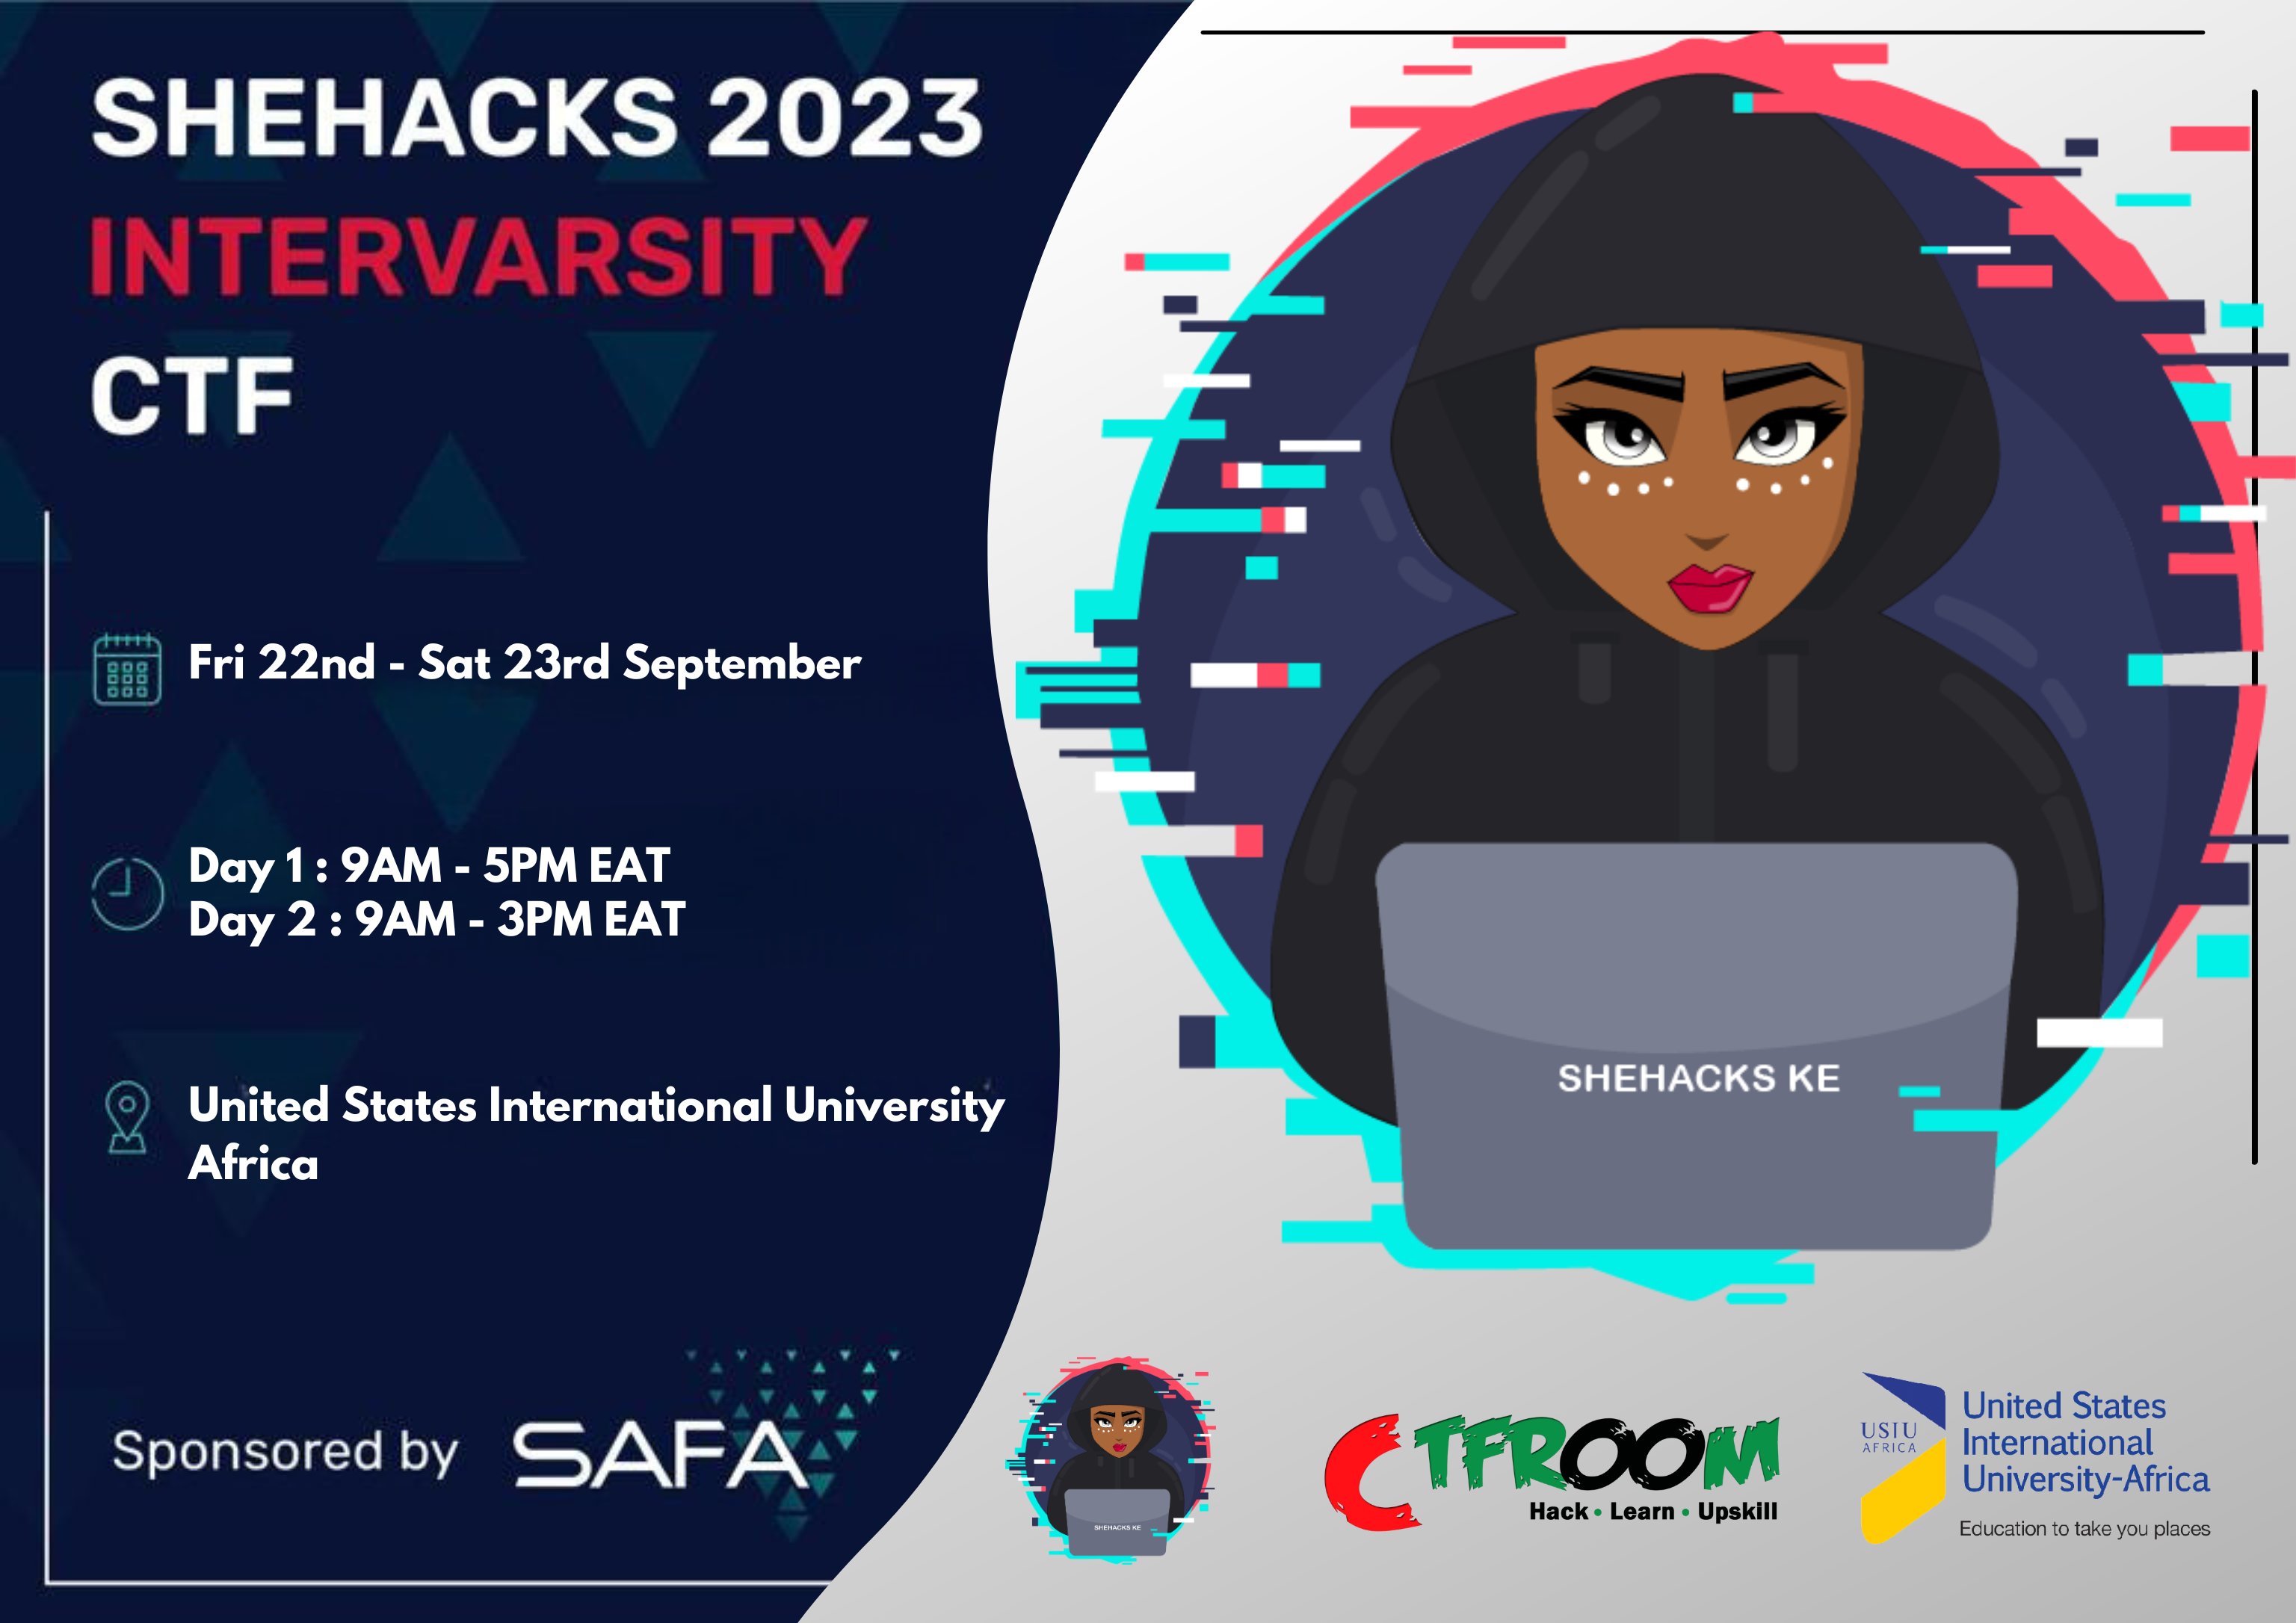 SHEHACKS 2023
INTERVARSITY
CTF
Fri 22nd - Sat 23rd September
Day 1 : 9AM - 5PM EAT
Day 2 : 9AM - 3PM EAT
United States International University
Africa
Sponsored by
SAFA
SHEHACKS KE
SHEHACKS KE
CTFROOM
Hack • Learn • Upskill
USIU
AFRICA
United States
International
University-Africa
Education to take you places